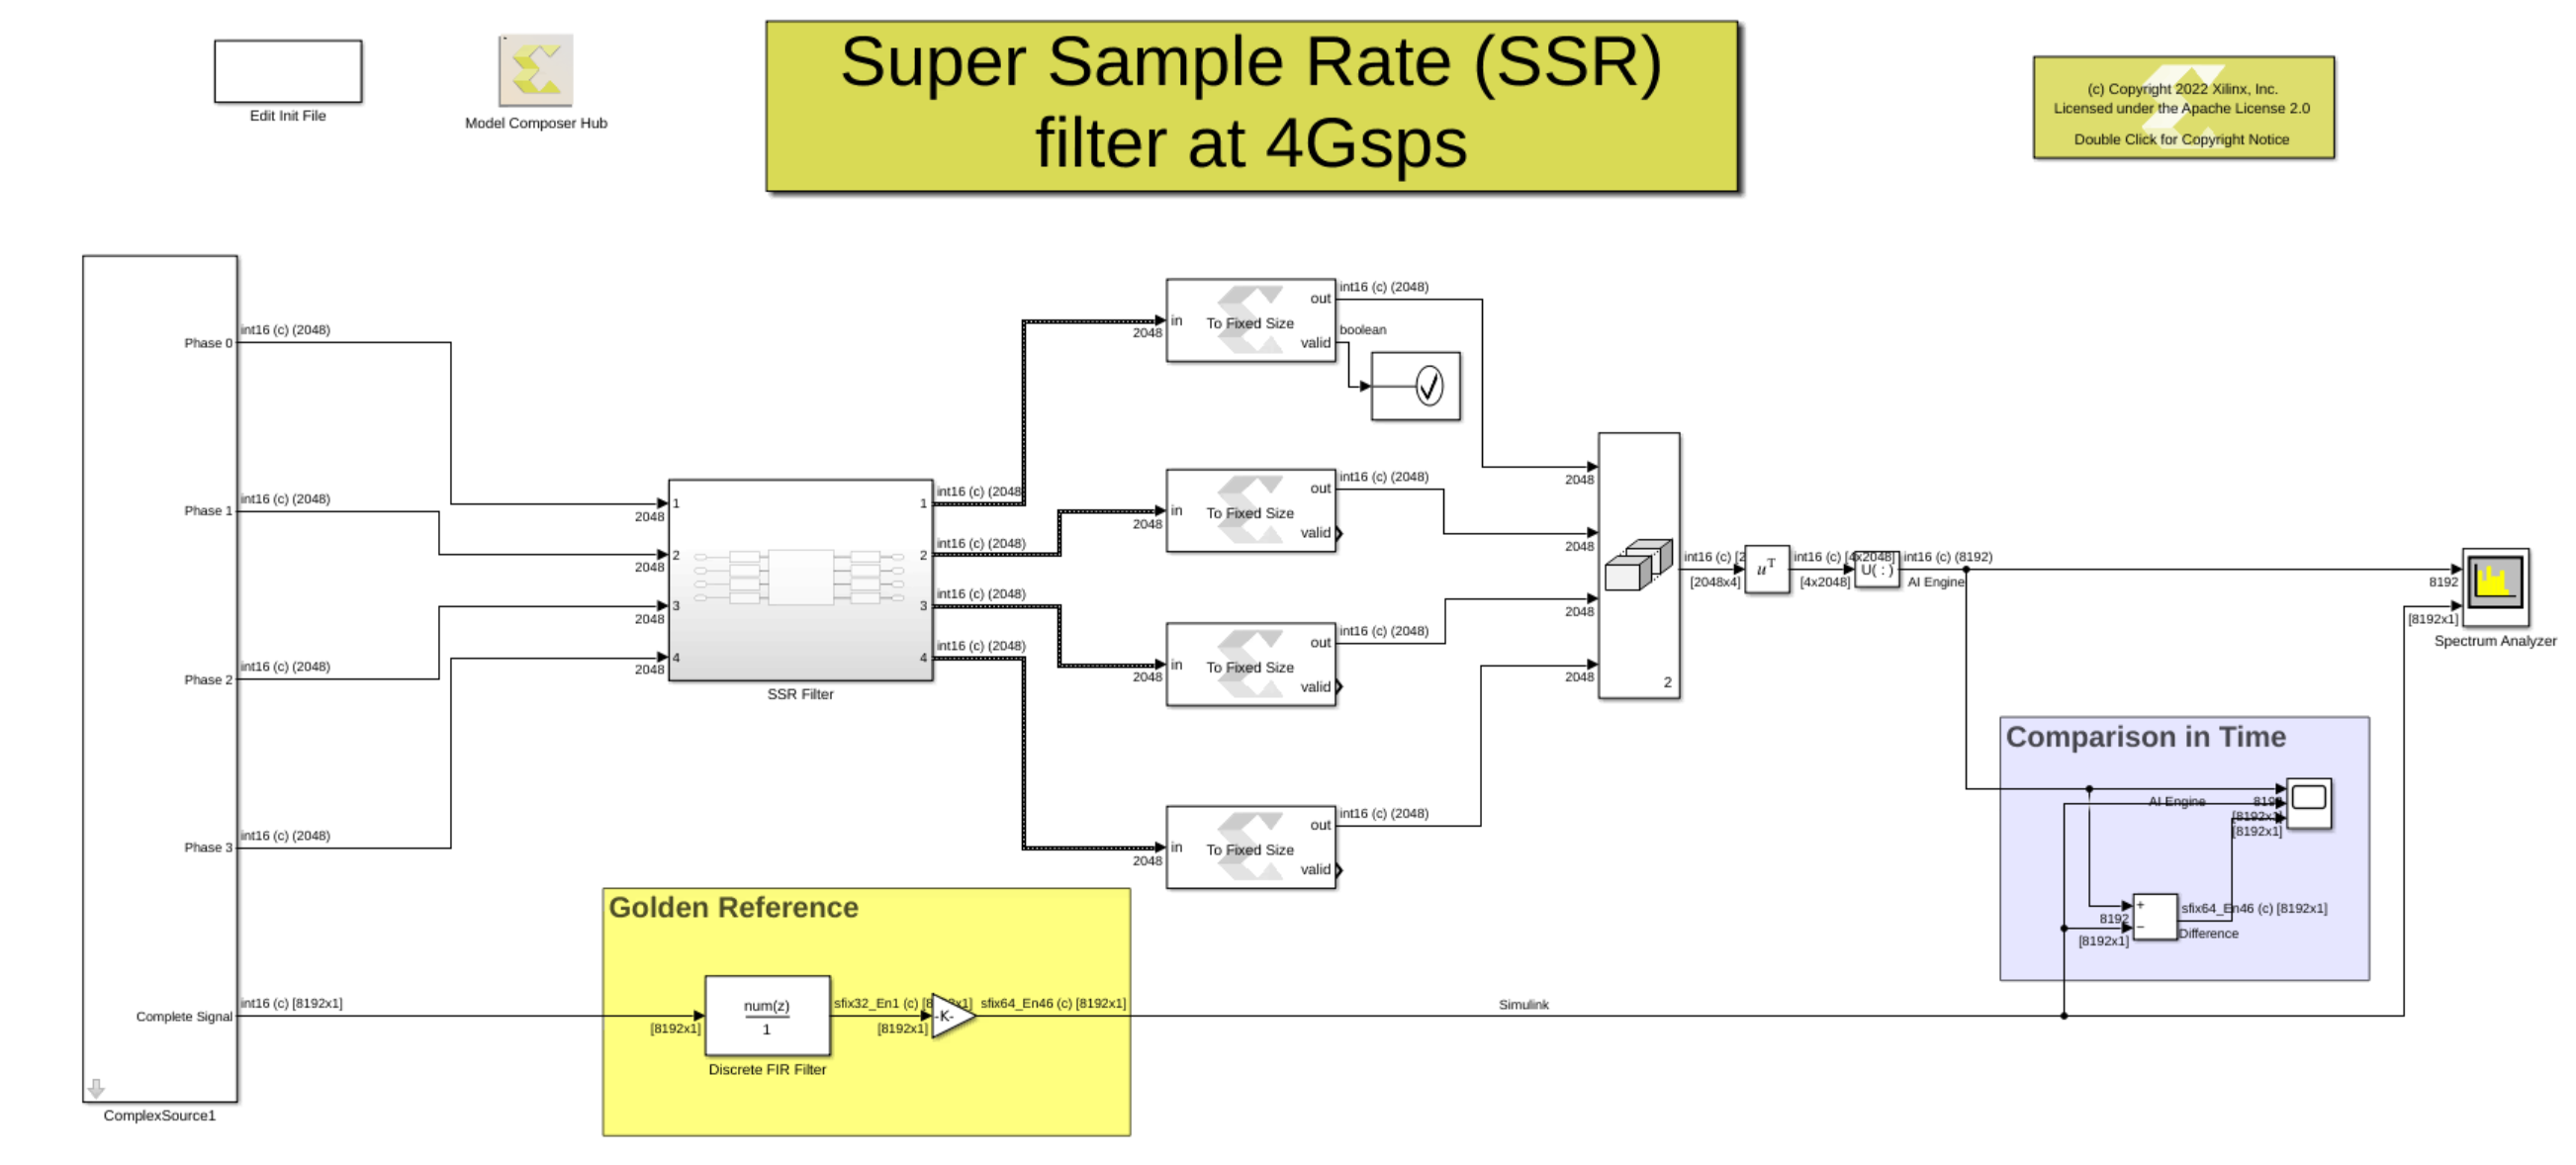 Super Sample Rate (SSR)
filter at 4Gsps
Edit Init File
Model Composer Hub
(c) Copyright 2022 Xilinx, Inc.
Licensed under the Apache License 2.0
Double Click for Copyright Notice
Phase 0
int16 (c) (2048)
Phase 1
int16 (c) (2048)
Phase 2
int16 (c) (2048)
Phase 3
int16 (c) (2048)
Complete Signal
int16 (c) [8192x1]
ComplexSource1
1
2048
2
2048
3
2048
4
2048
1
2
3
4
SSR Filter
int16 (c) (2048
int16 (c) (2048)
int16 (c) (2048)
int16 (c) (2048)
2048
in
To Fixed Size
out
valid
int16 (c) (2048)
boolean
2048
in
To Fixed Size
out
valid
int16 (c) (2048)
2048
in
To Fixed Size
out
valid
int16 (c) (2048)
2048
in
To Fixed Size
out
valid
int16 (c) (2048)
2048
2048
2048
2048
2
int16 (c) [2
[2048x4]
uT
int16 (c) [4x2048]
[4x2048]
U( : )
int16 (c) (8192)
AI Engine
8192
[8192x1]
Spectrum Analyzer
Comparison in Time
AI Engine
8192
[8192x1]
[8192x1]
+
8192
−
[8192x1]
sfix64_En46 (c) [8192x1]
Difference
Golden Reference
[8192x1]
num(z)
1
Discrete FIR Filter
sfix32_En1 (c) [8192x1]
[8192x1]
-K-
sfix64_En46 (c) [8192x1]
Simulink